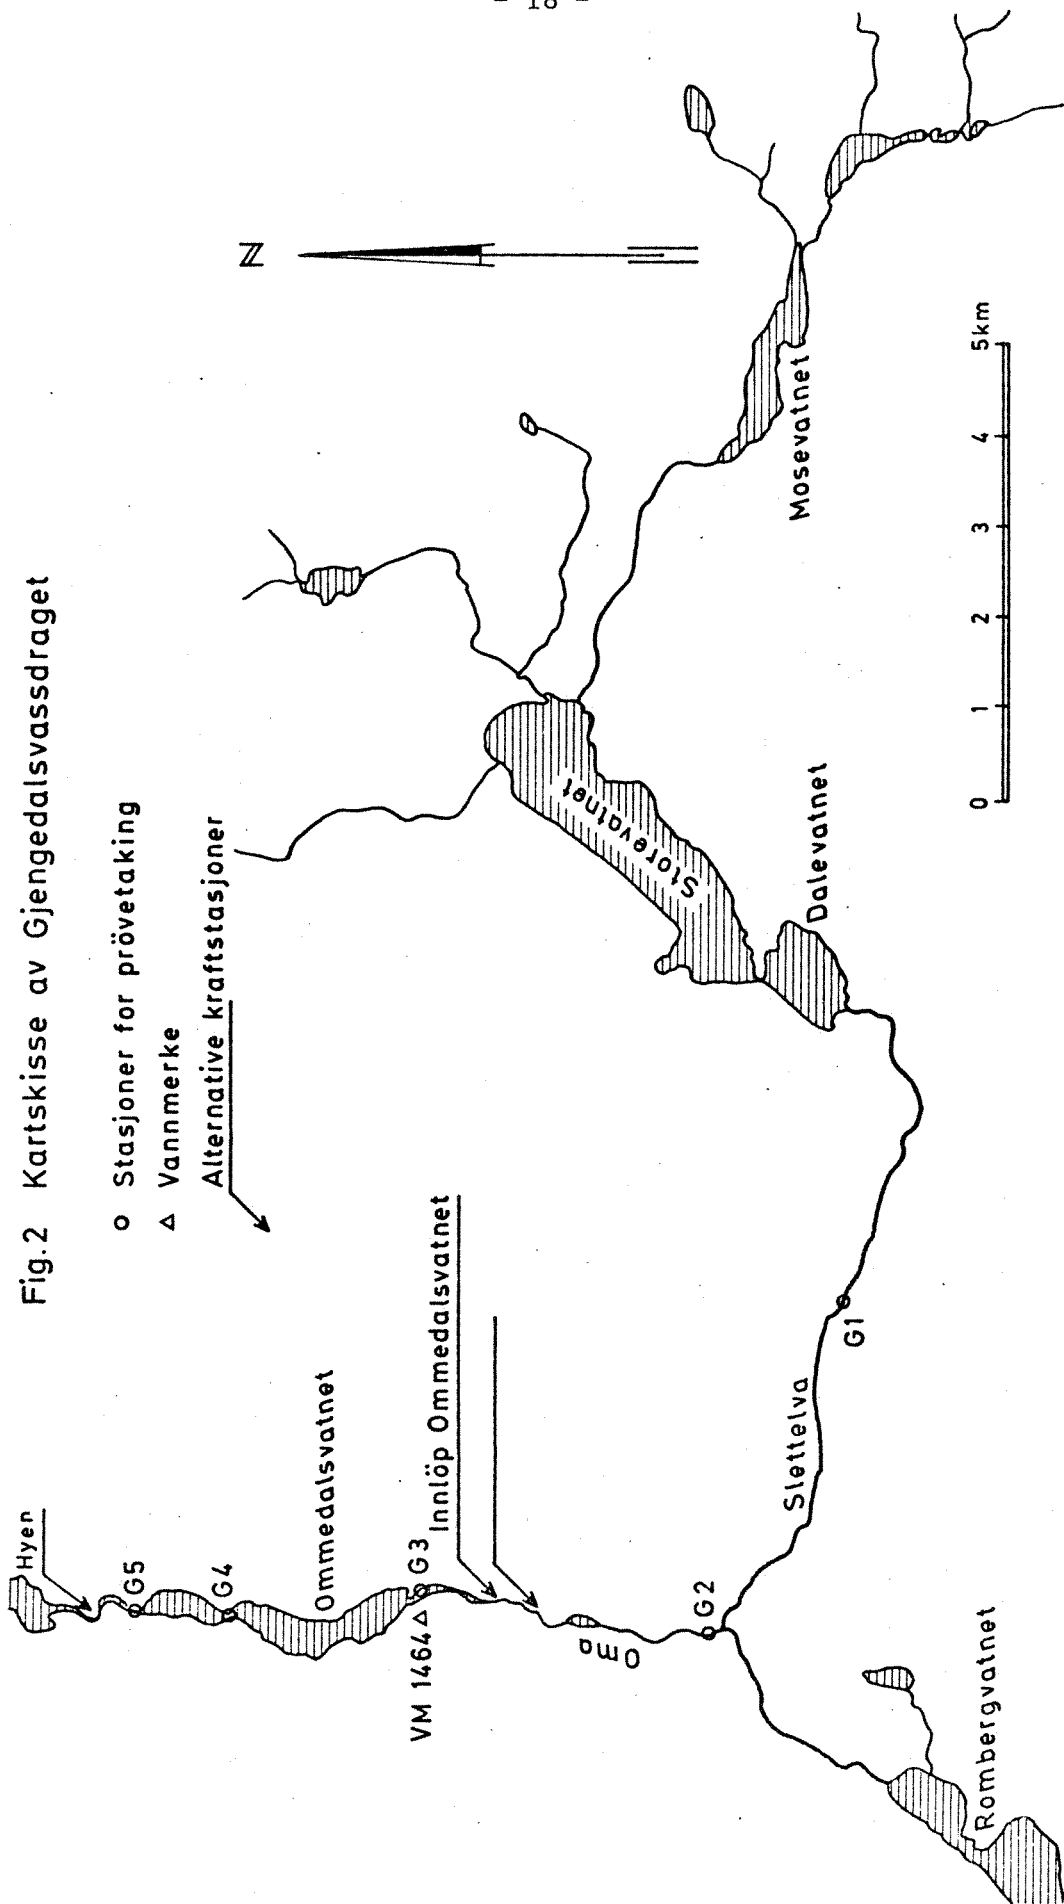 - 18 -
Fig.2 Kartskisse av Gjengedalsvassdraget
o Stasjoner for prövetaking
△ Vannmerke
Alternative kraftstasjoner
N
Hyen
G5
G4
Ommedalsvatnet
G3
VM 1464 △
Innlöp Ommedalsvatnet
Oma
G2
Slettelva
G1
Rombergvatnet
Storevatnet
Dalevatnet
Mosevatnet
0 1 2 3 4 5km